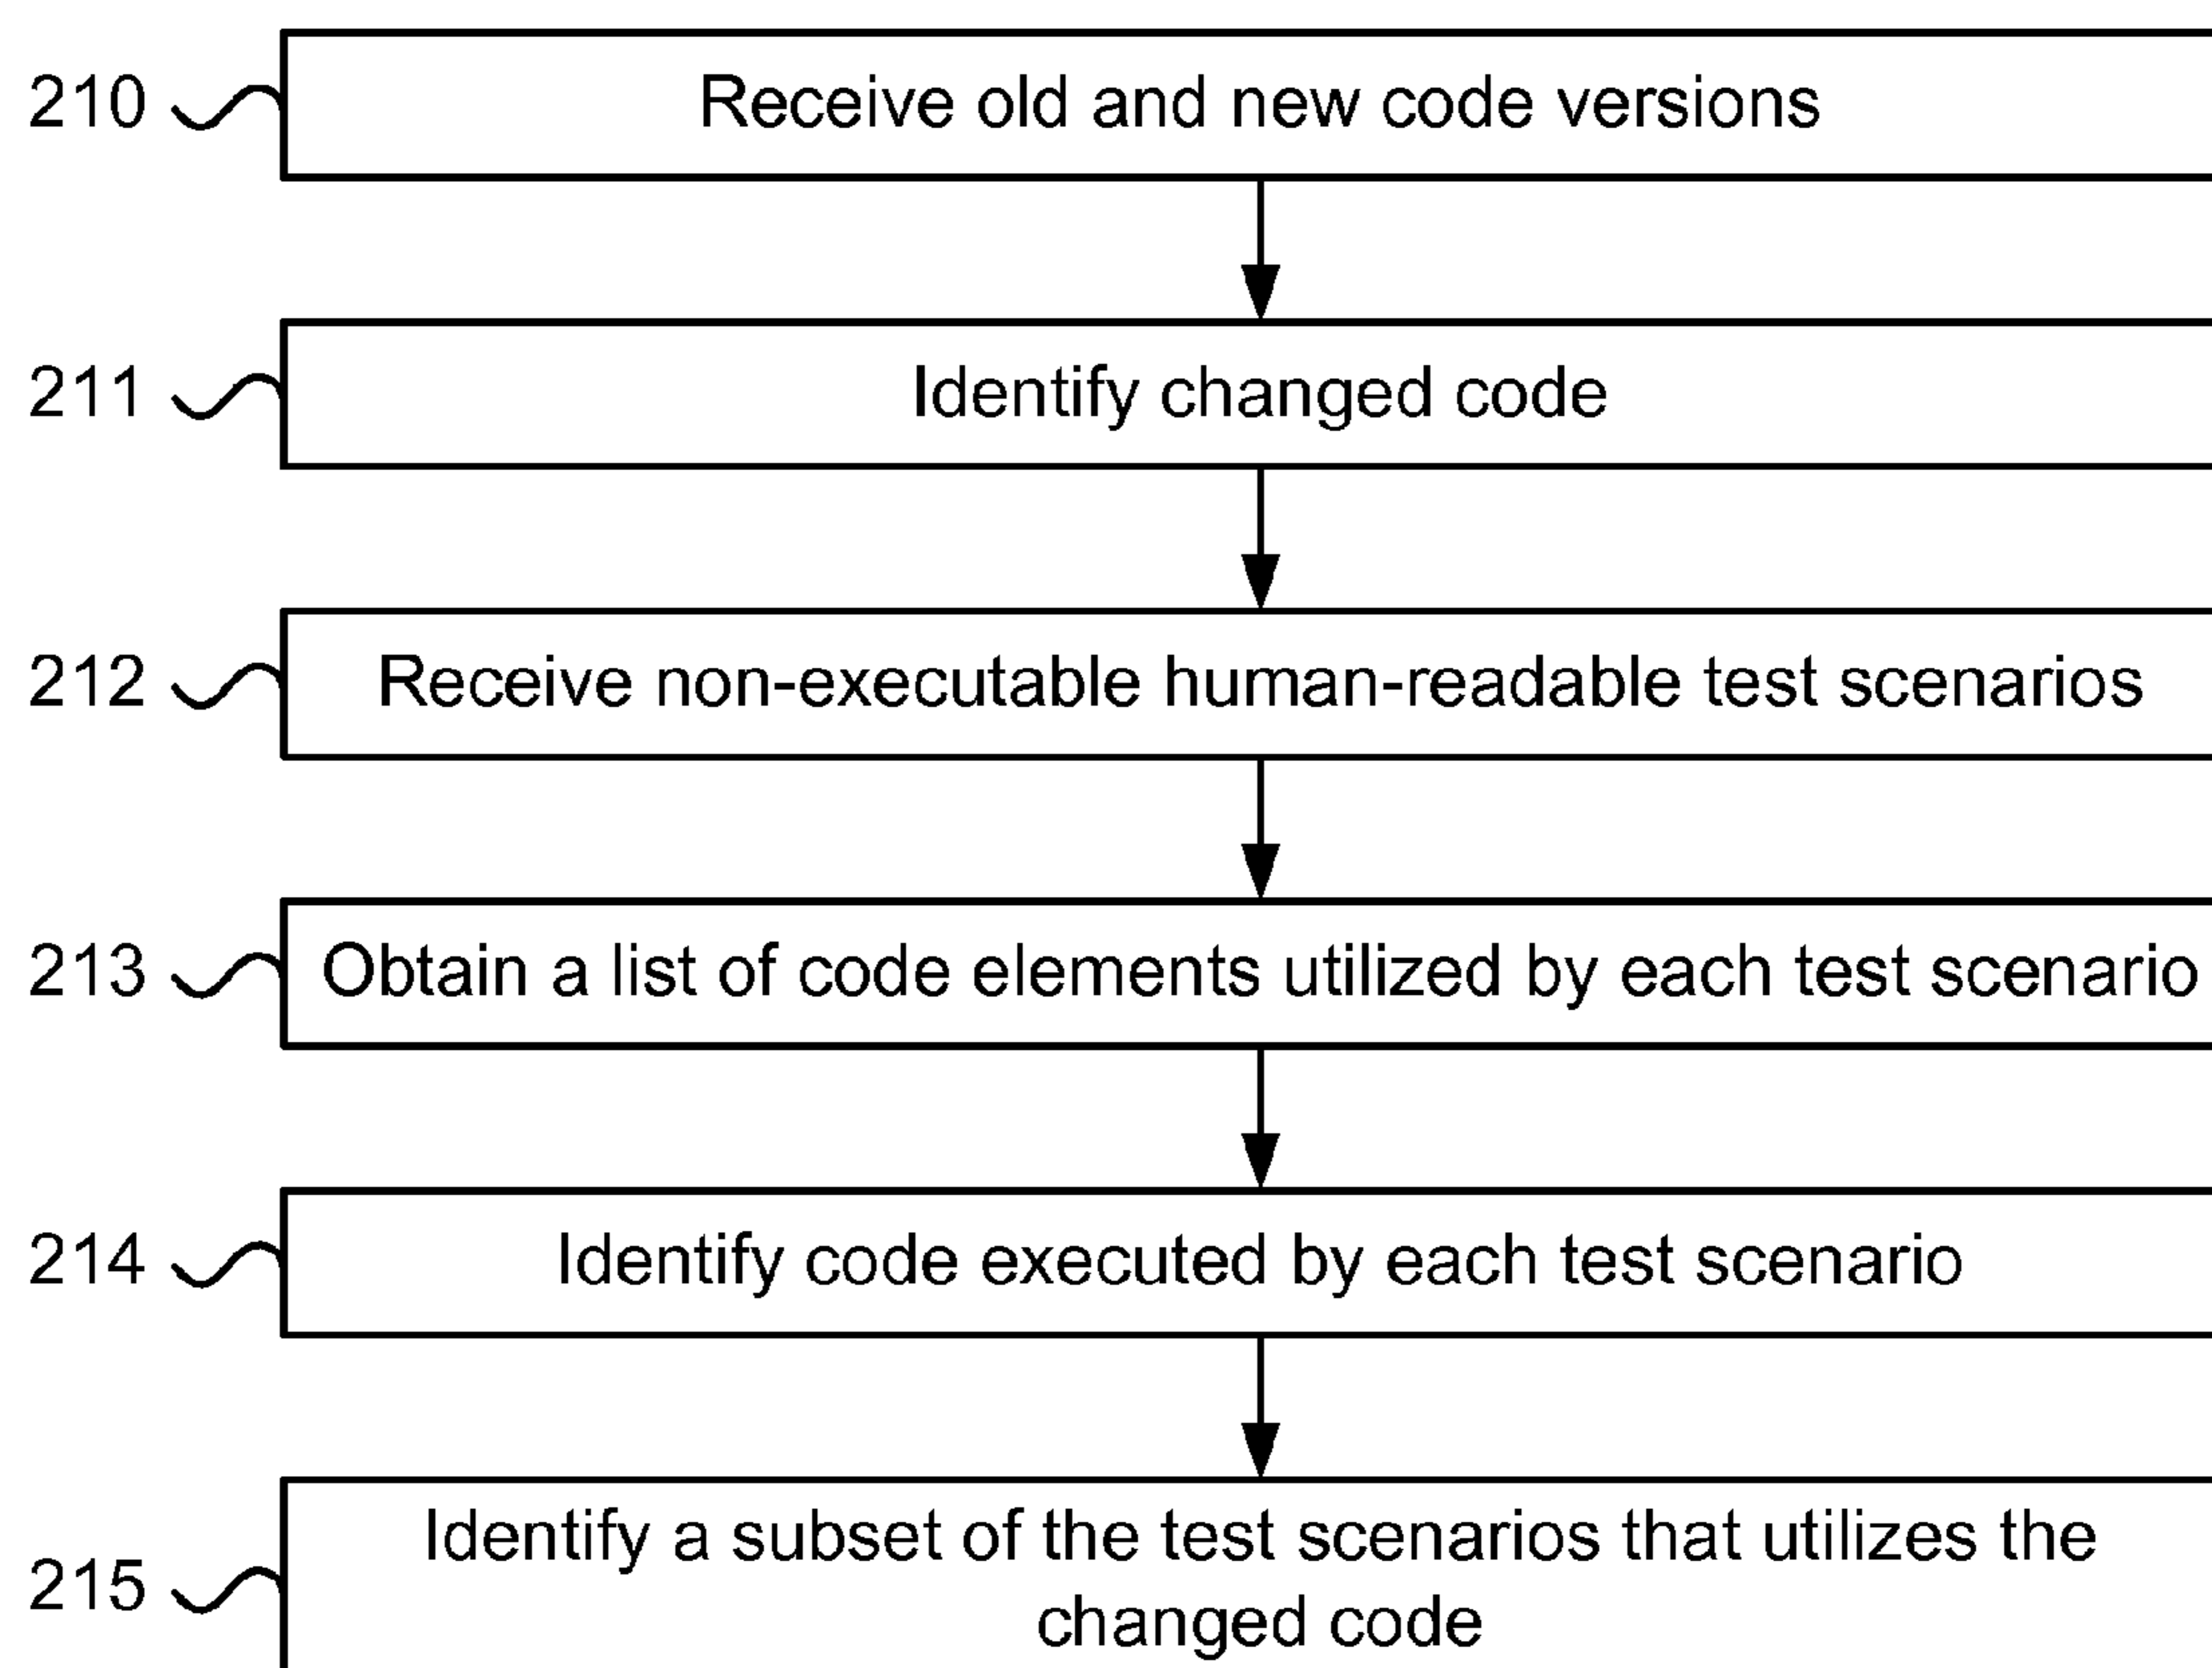 210 Receive old and new code versions
211 Identify changed code
212 Receive non-executable human-readable test scenarios
213 Obtain a list of code elements utilized by each test scenario
214 Identify code executed by each test scenario
215 Identify a subset of the test scenarios that utilizes the
changed code